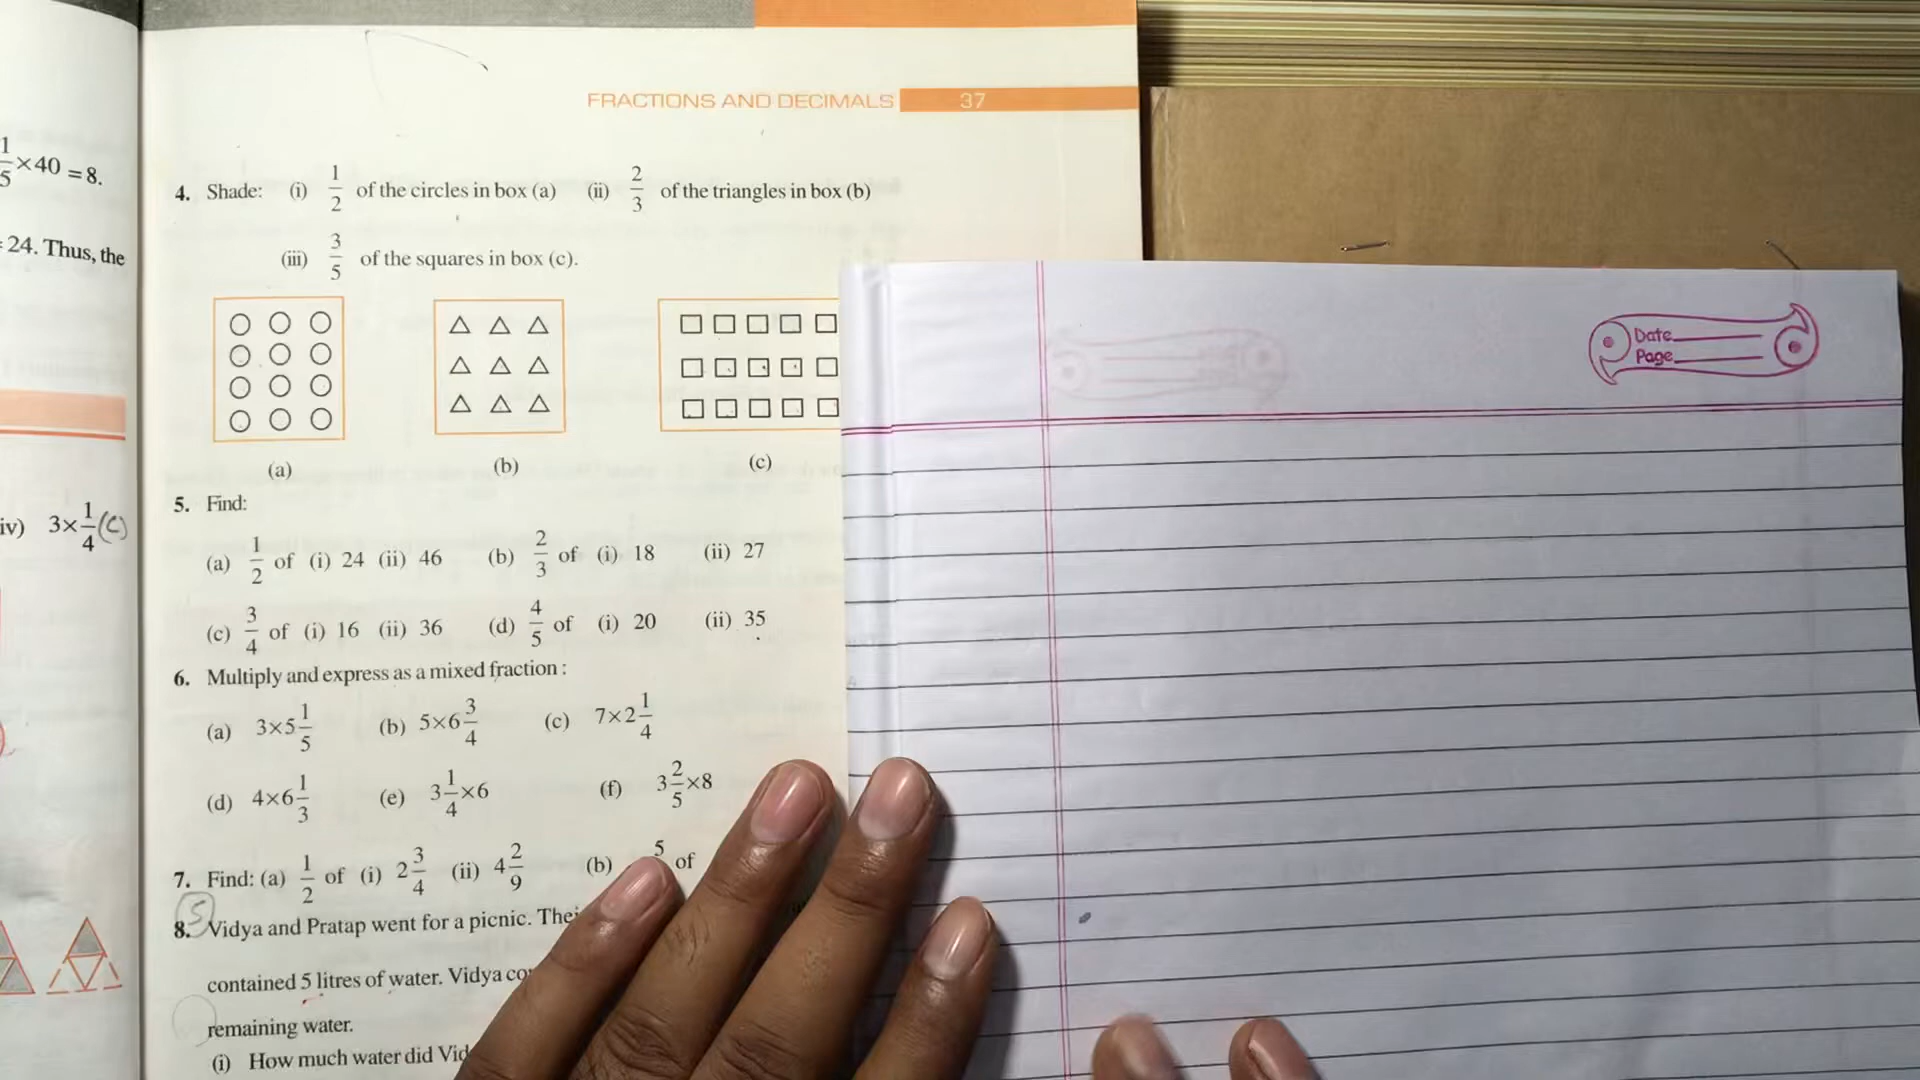 FRACTIONS AND DECIMALS 37
1/5 ×40 = 8.
= 24. Thus, the
iv) 3× 1/4 (C)
4. Shade: (i) 1/2 of the circles in box (a) (ii) 2/3 of the triangles in box (b)
(iii) 3/5 of the squares in box (c).
(a) (b) (c)
5. Find:
(a) 1/2 of (i) 24 (ii) 46 (b) 2/3 of (i) 18 (ii) 27
(c) 3/4 of (i) 16 (ii) 36 (d) 4/5 of (i) 20 (ii) 35
6. Multiply and express as a mixed fraction :
(a) 3×5 1/5 (b) 5×6 3/4 (c) 7×2 1/4
(d) 4×6 1/3 (e) 3 1/4 ×6 (f) 3 2/5 ×8
7. Find: (a) 1/2 of (i) 2 3/4 (ii) 4 2/9 (b) 5 of
5
8. Vidya and Pratap went for a picnic.
contained 5 litres of water. Vidya
remaining water.
(i) How much water did
Date
Page